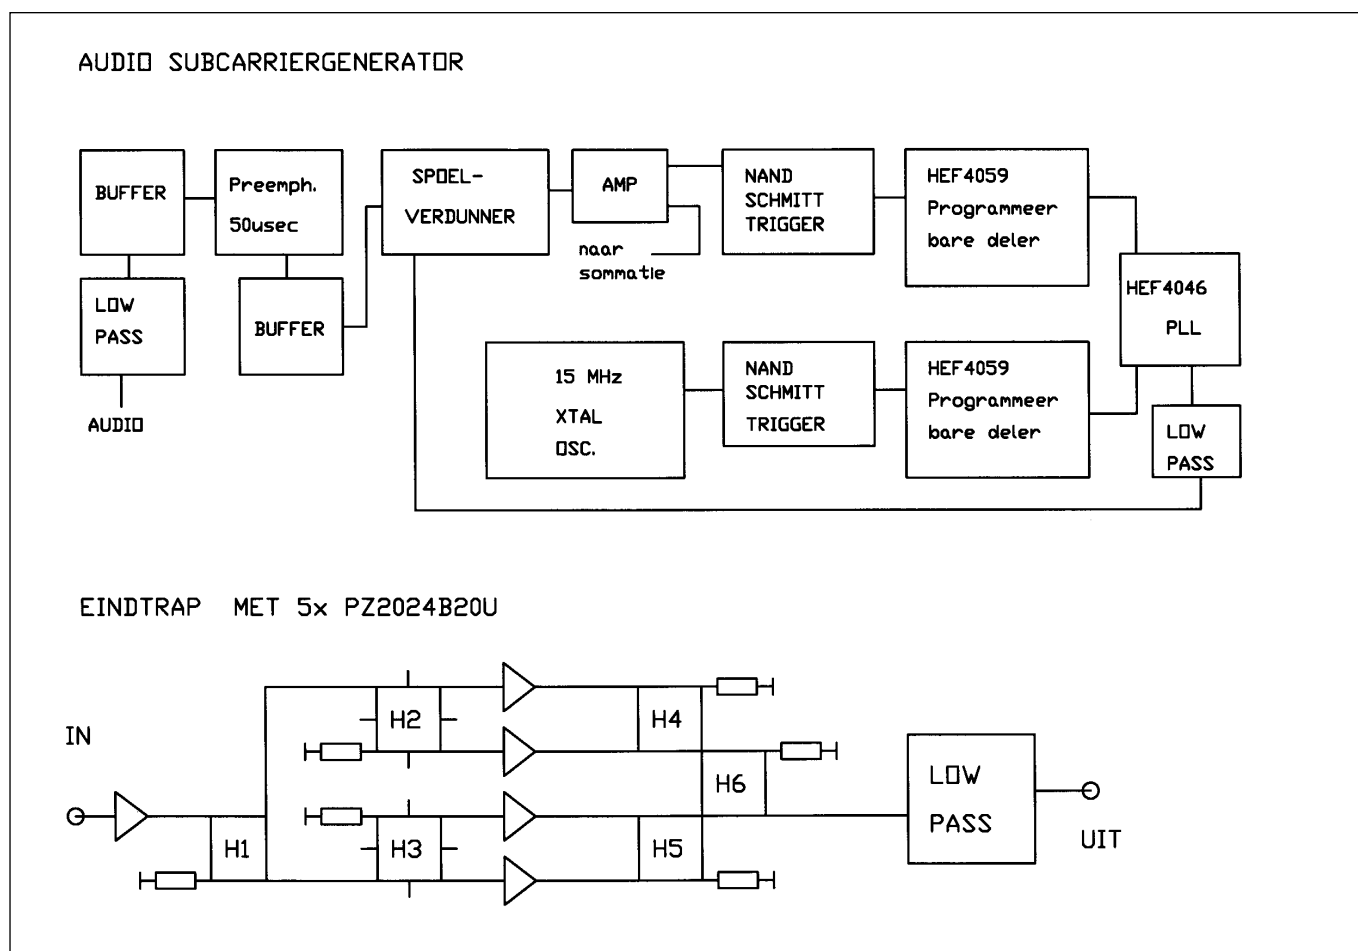 AUDIO SUBCARRIERGENERATOR
BUFFER
Preemph.
50usec
SPOEL-
VERDUNNER
AMP
NAND
SCHMITT
TRIGGER
HEF4059
Programmeer
bare deler
naar
sommatie
LOW
PASS
BUFFER
HEF4046
PLL
15 MHz
XTAL
OSC.
NAND
SCHMITT
TRIGGER
HEF4059
Programmeer
bare deler
LOW
PASS
AUDIO
EINDTRAP MET 5x PZ2024B20U
IN
H1
H2
H3
H4
H5
H6
LOW
PASS
UIT